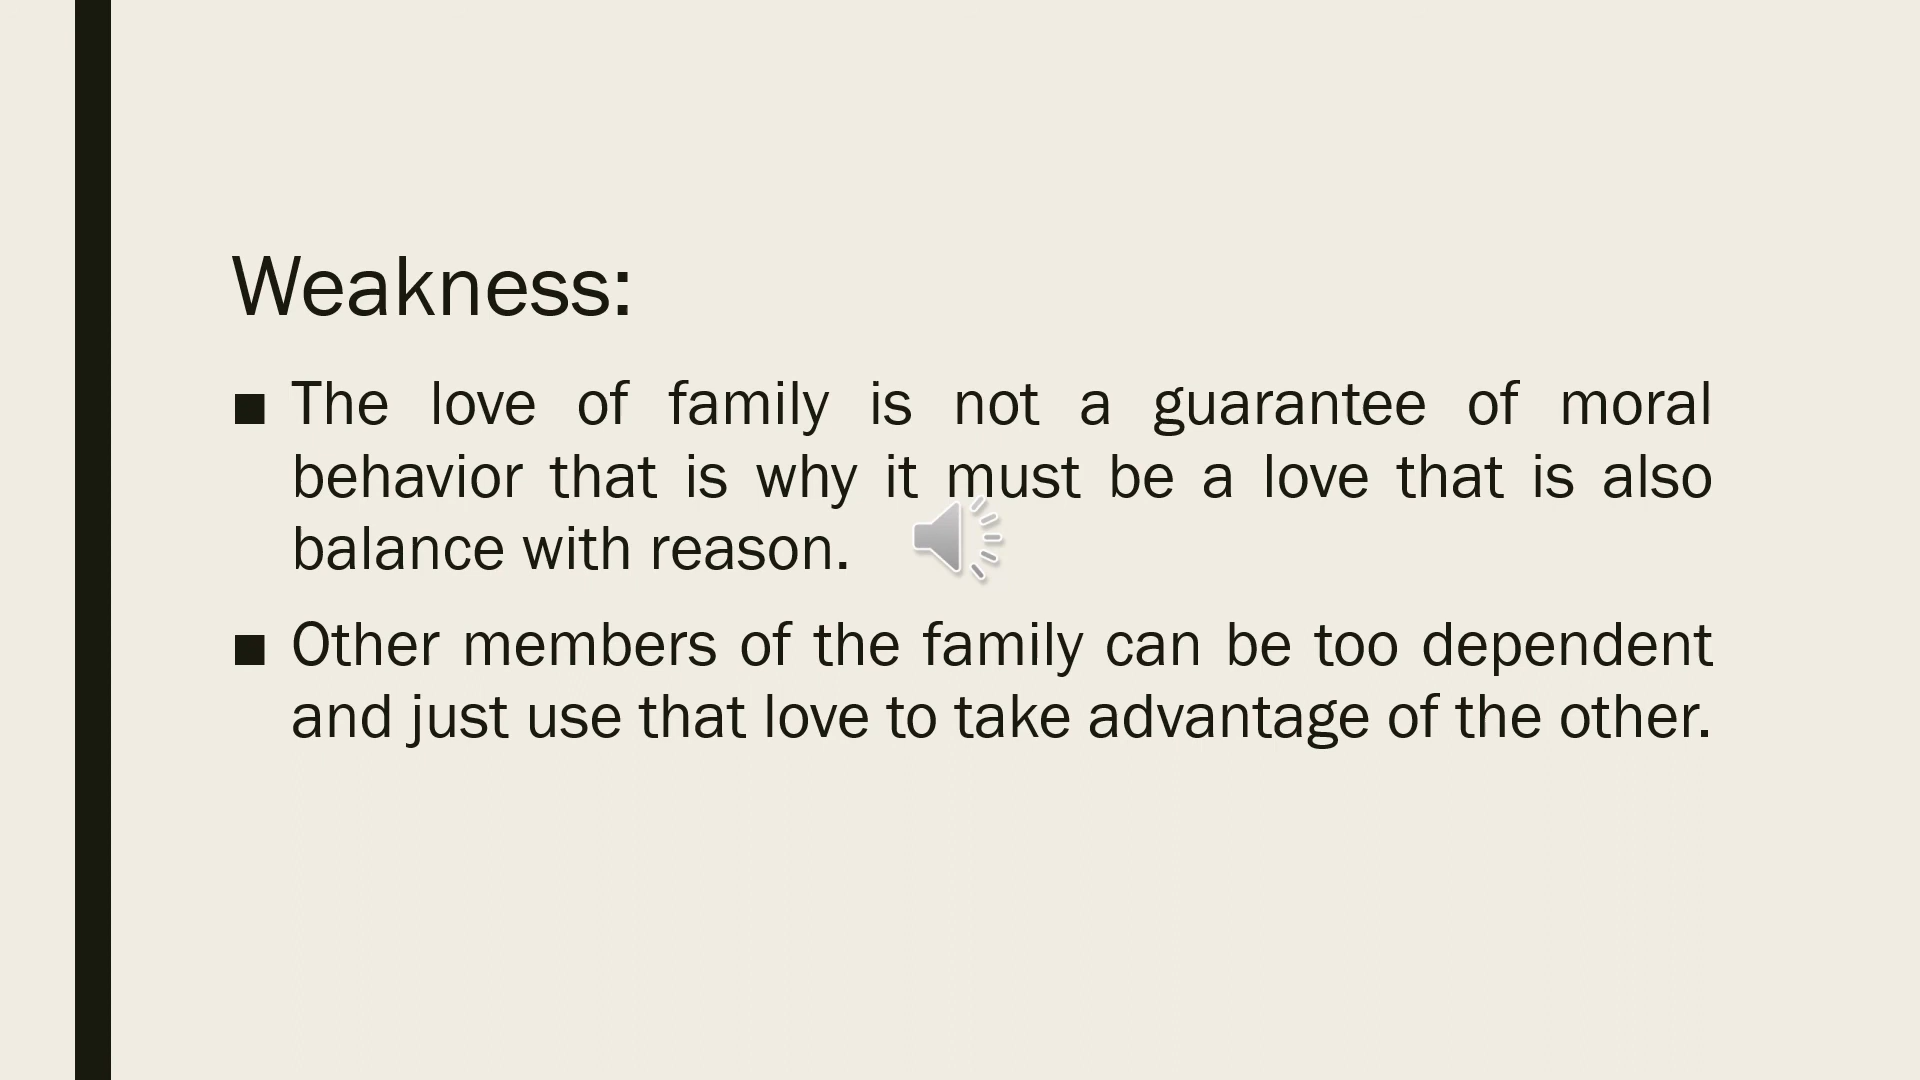 Weakness:
■ The love of family is not a guarantee of moral
behavior that is why it must be a love that is also
balance with reason.
■ Other members of the family can be too dependent
and just use that love to take advantage of the other.